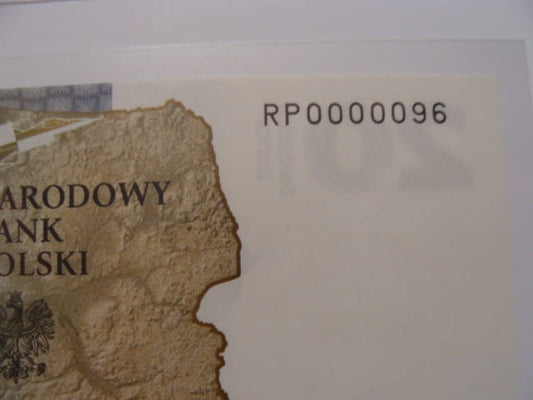 RP0000096
ARODOWY
ANK
OLSKI